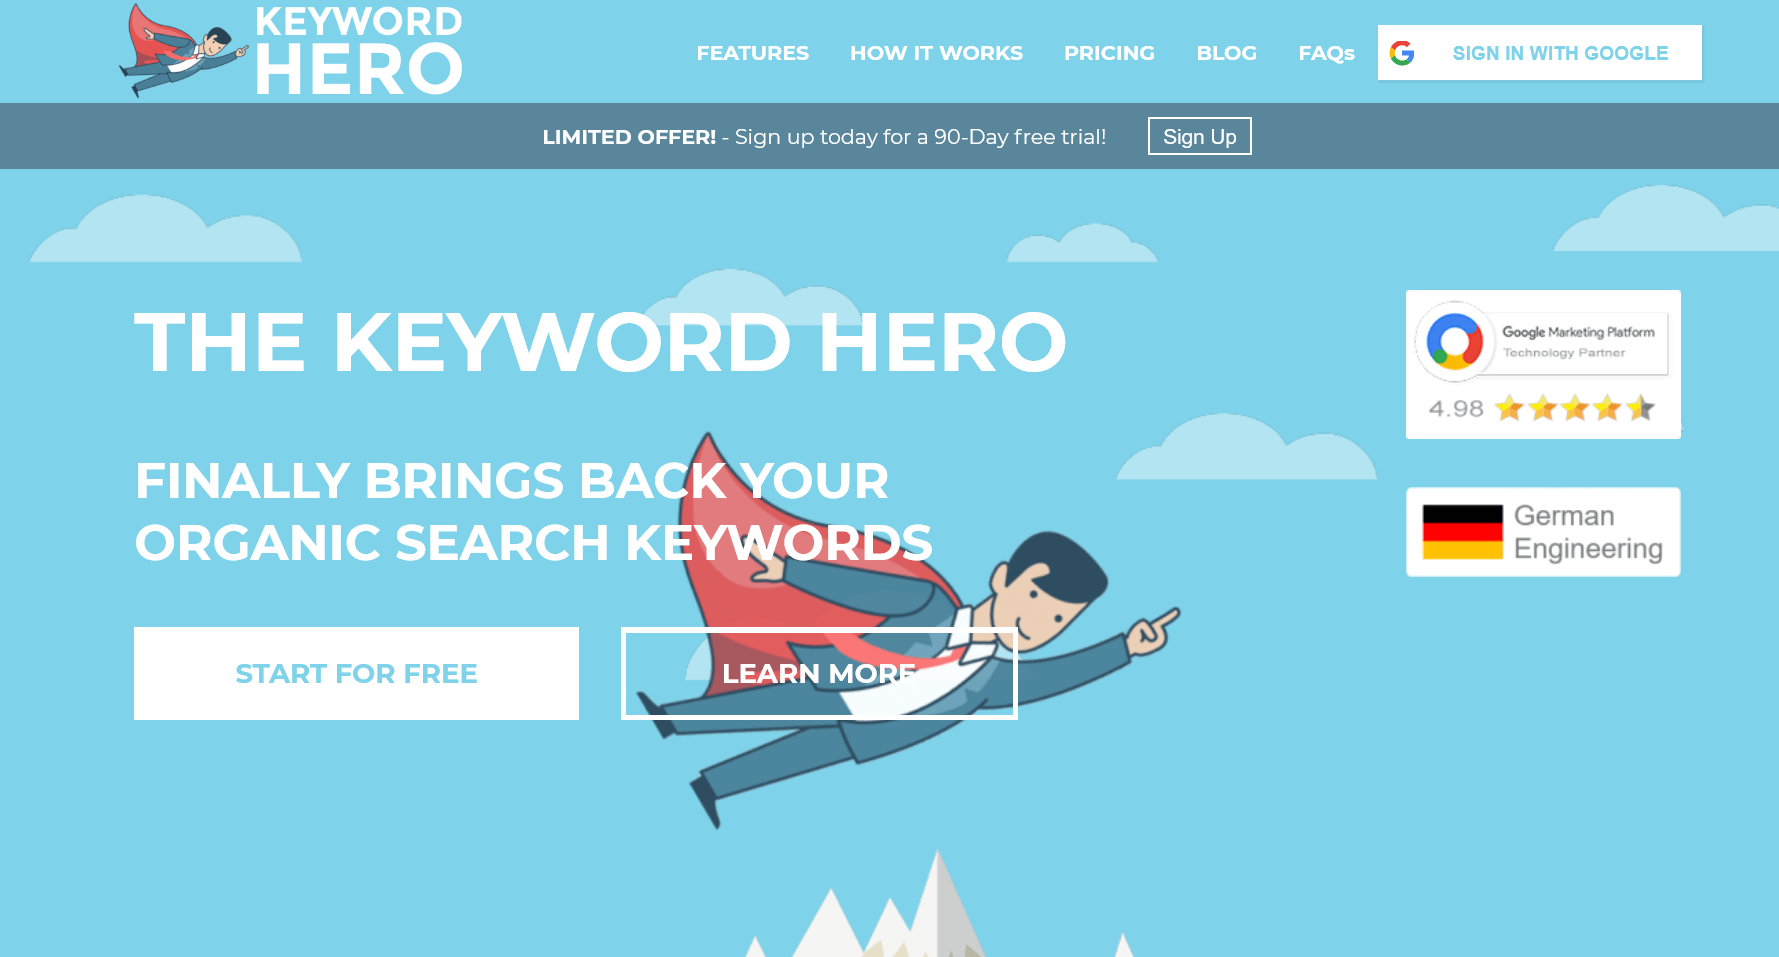 KEYWORD
HERO
FEATURES HOW IT WORKS PRICING BLOG FAQs SIGN IN WITH GOOGLE
LIMITED OFFER! - Sign up today for a 90-Day free trial! Sign Up
THE KEYWORD HERO
Google Marketing Platform
Technology Partner
4.98
FINALLY BRINGS BACK YOUR
ORGANIC SEARCH KEYWORDS
German
Engineering
START FOR FREE LEARN MORE